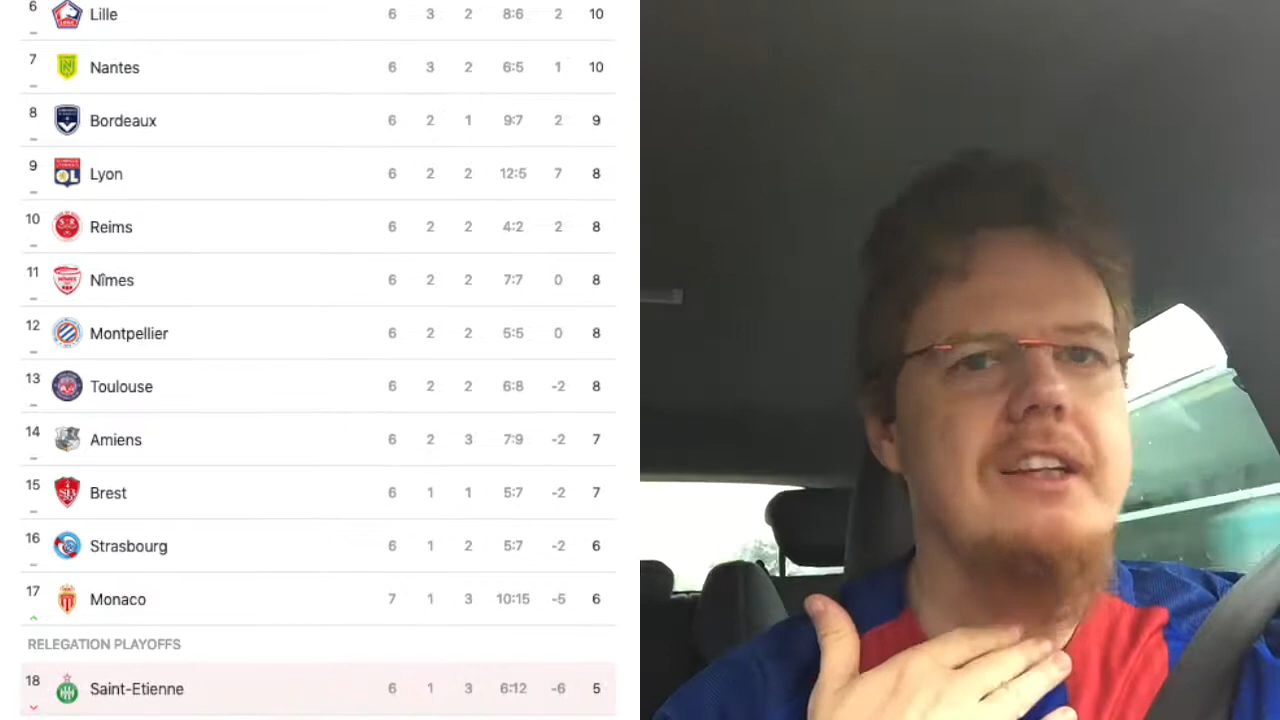 6 Lille 6 3 2 8:6 2 10
7 Nantes 6 3 2 6:5 1 10
8 Bordeaux 6 2 1 9:7 2 9
9 Lyon 6 2 2 12:5 7 8
10 Reims 6 2 2 4:2 2 8
11 Nîmes 6 2 2 7:7 0 8
12 Montpellier 6 2 2 5:5 0 8
13 Toulouse 6 2 2 6:8 -2 8
14 Amiens 6 2 3 7:9 -2 7
15 Brest 6 1 1 5:7 -2 7
16 Strasbourg 6 1 2 5:7 -2 6
17 Monaco 7 1 3 10:15 -5 6
RELEGATION PLAYOFFS
18 Saint-Etienne 6 1 3 6:12 -6 5